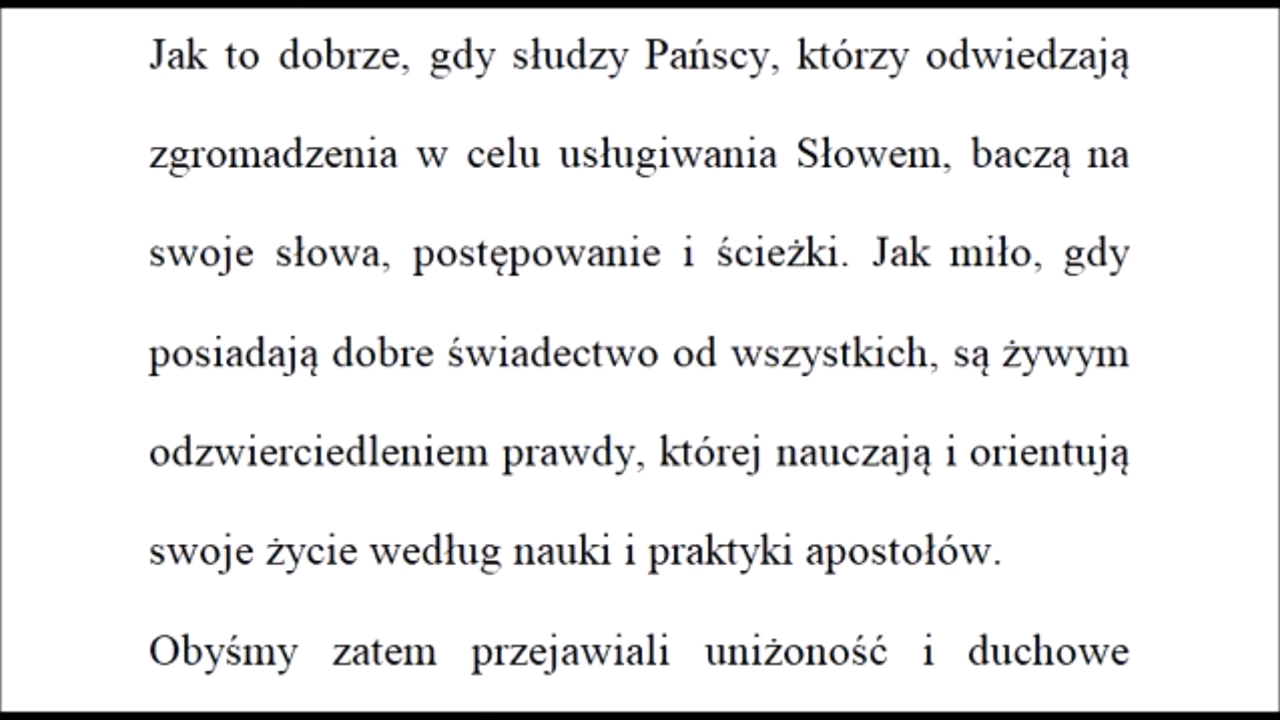 Jak to dobrze, gdy słudzy Pańscy, którzy odwiedzają
zgromadzenia w celu usługiwania Słowem, baczą na
swoje słowa, postępowanie i ścieżki. Jak miło, gdy
posiadają dobre świadectwo od wszystkich, są żywym
odzwierciedleniem prawdy, której nauczają i orientują
swoje życie według nauki i praktyki apostołów.
Obyśmy zatem przejawiali uniżoność i duchowe